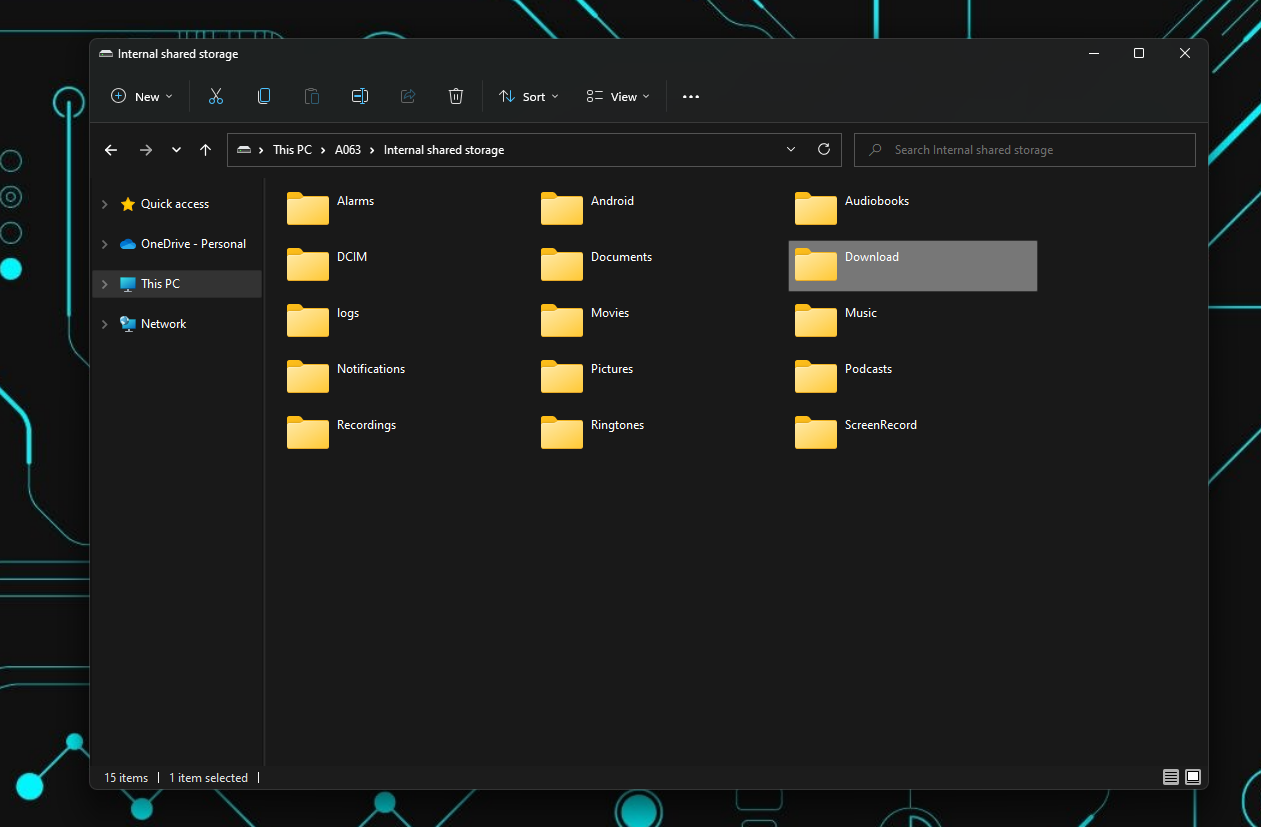 Internal shared storage
New Sort View
This PC A063 Internal shared storage Search Internal shared storage
Quick access
OneDrive - Personal
This PC
Network
Alarms Android Audiobooks
DCIM Documents Download
logs Movies Music
Notifications Pictures Podcasts
Recordings Ringtones ScreenRecord
15 items 1 item selected